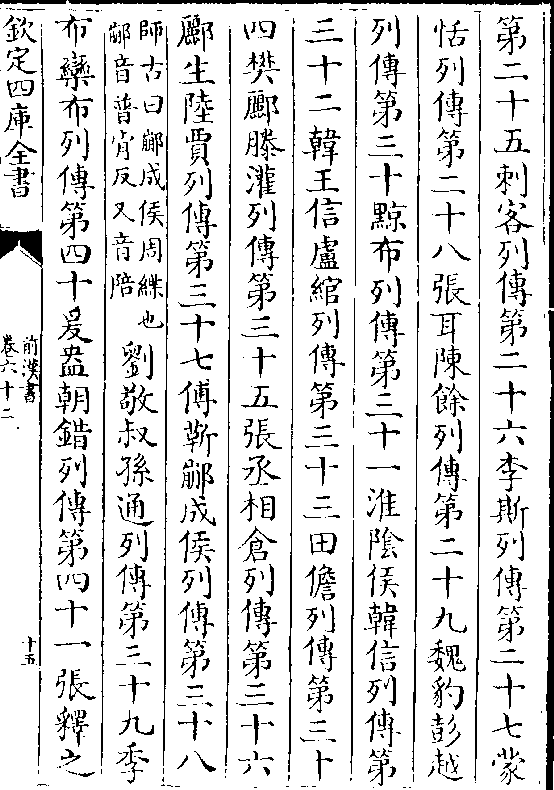 第二十五刺客列傳第二十六李斯列傳第二十七蒙
恬列傳第二十八張耳陳餘列傳第二十九魏豹彭越
列傳第三十黥布列傳第三十一淮陰侯韓信列傳第
三十二韓王信盧綰列傳第三十三田儋列傳第三十
四樊酈滕灌列傳第三十五張丞相倉列傳第三十六
酈生陸賈列傳第三十七傅靳䣙成侯列傳第三十八
師古曰䣙成侯周緤也
䣙音普肯反又音陪
劉敬叔孫通列傳第三十九季
布欒布列傳第四十爰盎朝錯列傳第四十一張釋之
欽定四庫全書
前漢書
卷六十二
十五